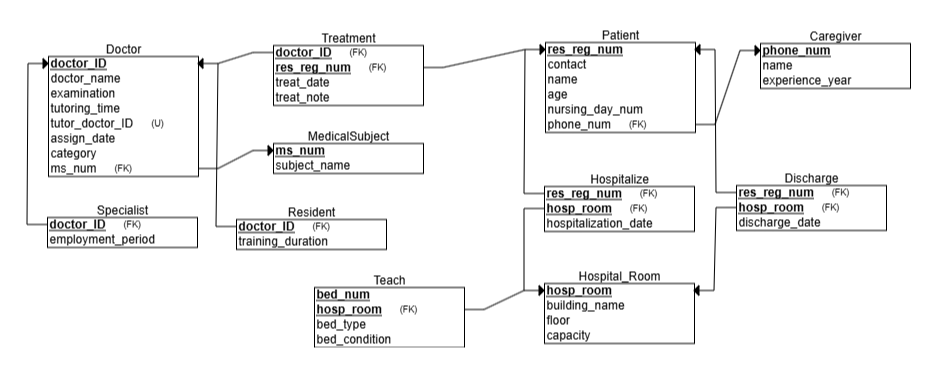 Doctor
doctor_ID
doctor_name
examination
tutoring_time
tutor_doctor_ID (U)
assign_date
category
ms_num (FK)
Treatment
doctor_ID (FK)
res_reg_num (FK)
treat_date
treat_note
Patient
res_reg_num
contact
name
age
nursing_day_num
phone_num (FK)
Caregiver
phone_num
name
experience_year
MedicalSubject
ms_num
subject_name
Specialist
doctor_ID (FK)
employment_period
Resident
doctor_ID (FK)
training_duration
Hospitalize
res_reg_num (FK)
hosp_room (FK)
hospitalization_date
Discharge
res_reg_num (FK)
hosp_room (FK)
discharge_date
Teach
bed_num
hosp_room (FK)
bed_type
bed_condition
Hospital_Room
hosp_room
building_name
floor
capacity